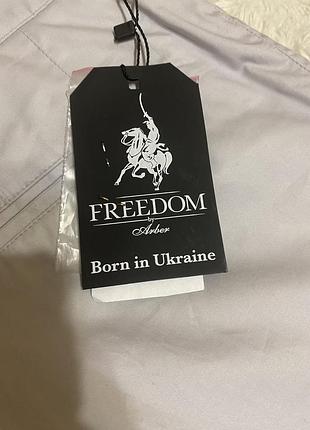 FREEDOM
by
Arber
Born in Ukraine